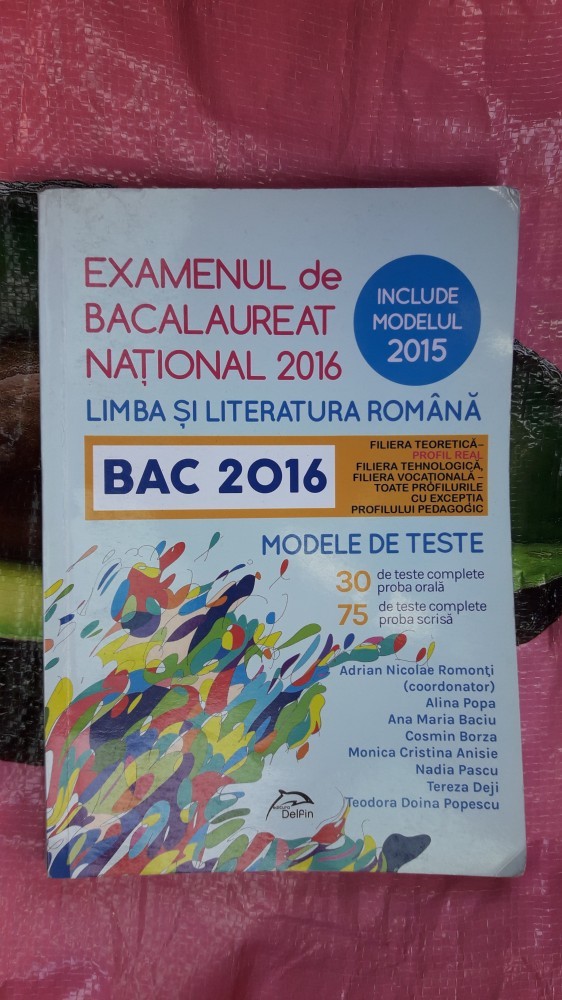 EXAMENUL de
BACALAUREAT
NAȚIONAL 2016
INCLUDE
MODELUL
2015
LIMBA ȘI LITERATURA ROMÂNĂ
BAC 2016
FILIERA TEORETICĂ–
PROFIL REAL
FILIERA TEHNOLOGICĂ,
FILIERA VOCAȚIONALĂ –
TOATE PROFILURILE
CU EXCEPȚIA
PROFILULUI PEDAGOGIC
MODELE DE TESTE
30 de teste complete
proba orală
75 de teste complete
proba scrisă
Adrian Nicolae Romonți
(coordonator)
Alina Popa
Ana Maria Baciu
Cosmin Borza
Monica Cristina Anisie
Nadia Pascu
Tereza Deji
Teodora Doina Popescu
editura
Delfin